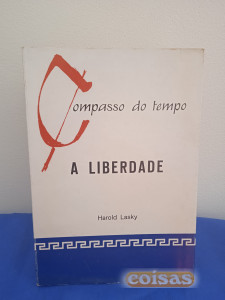 Compasso do tempo
A LIBERDADE
Harold Lasky
coisas